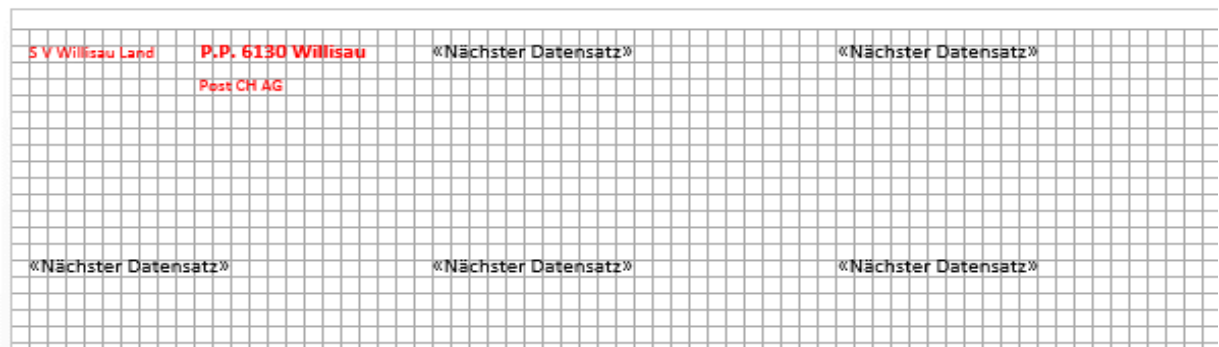 S V Willisau Land P.P. 6130 Willisau «Nächster Datensatz» «Nächster Datensatz»
Post CH AG
«Nächster Datensatz» «Nächster Datensatz» «Nächster Datensatz»